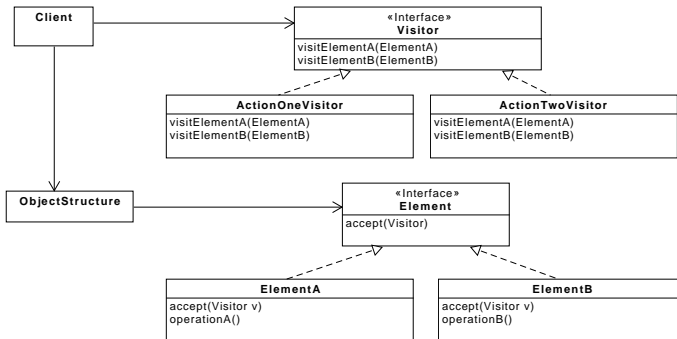 Client
«Interface»
Visitor
visitElementA(ElementA)
visitElementB(ElementB)
ActionOneVisitor
visitElementA(ElementA)
visitElementB(ElementB)
ActionTwoVisitor
visitElementA(ElementA)
visitElementB(ElementB)
ObjectStructure
«Interface»
Element
accept(Visitor)
ElementA
accept(Visitor v)
operationA()
ElementB
accept(Visitor v)
operationB()